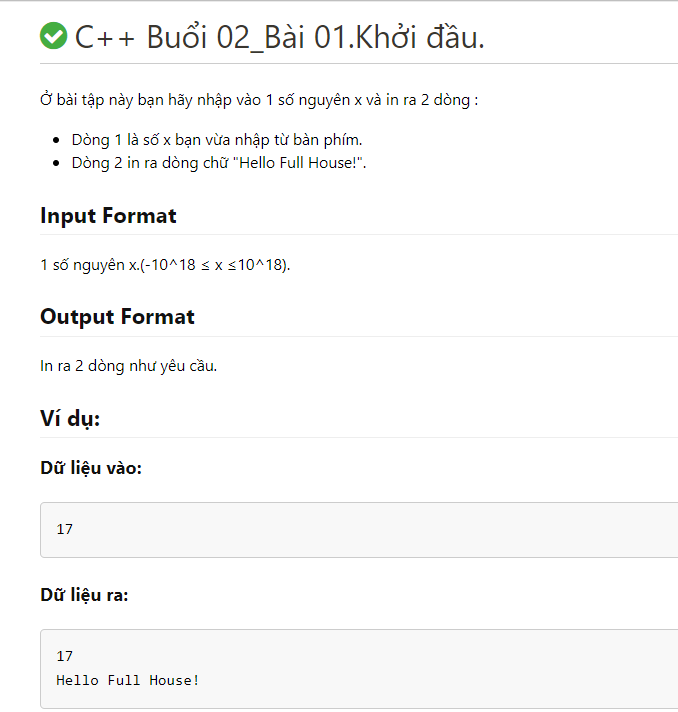 C++ Buổi 02_Bài 01.Khởi đầu.
Ở bài tập này bạn hãy nhập vào 1 số nguyên x và in ra 2 dòng :
Dòng 1 là số x bạn vừa nhập từ bàn phím.
Dòng 2 in ra dòng chữ "Hello Full House!".
Input Format
1 số nguyên x.(-10^18 ≤ x ≤10^18).
Output Format
In ra 2 dòng như yêu cầu.
Ví dụ:
Dữ liệu vào:
17
Dữ liệu ra:
17
Hello Full House!